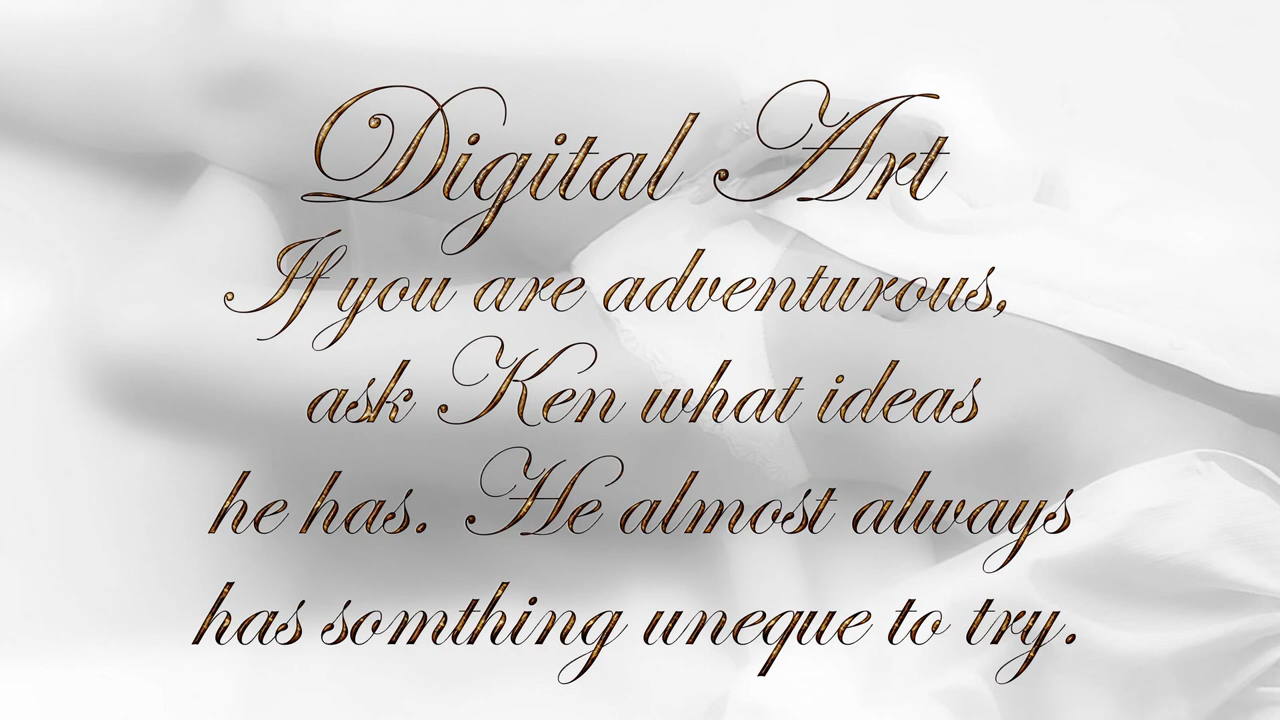 Digital Art
If you are adventurous,
ask Ken what ideas
he has. He almost always
has somthing uneque to try.